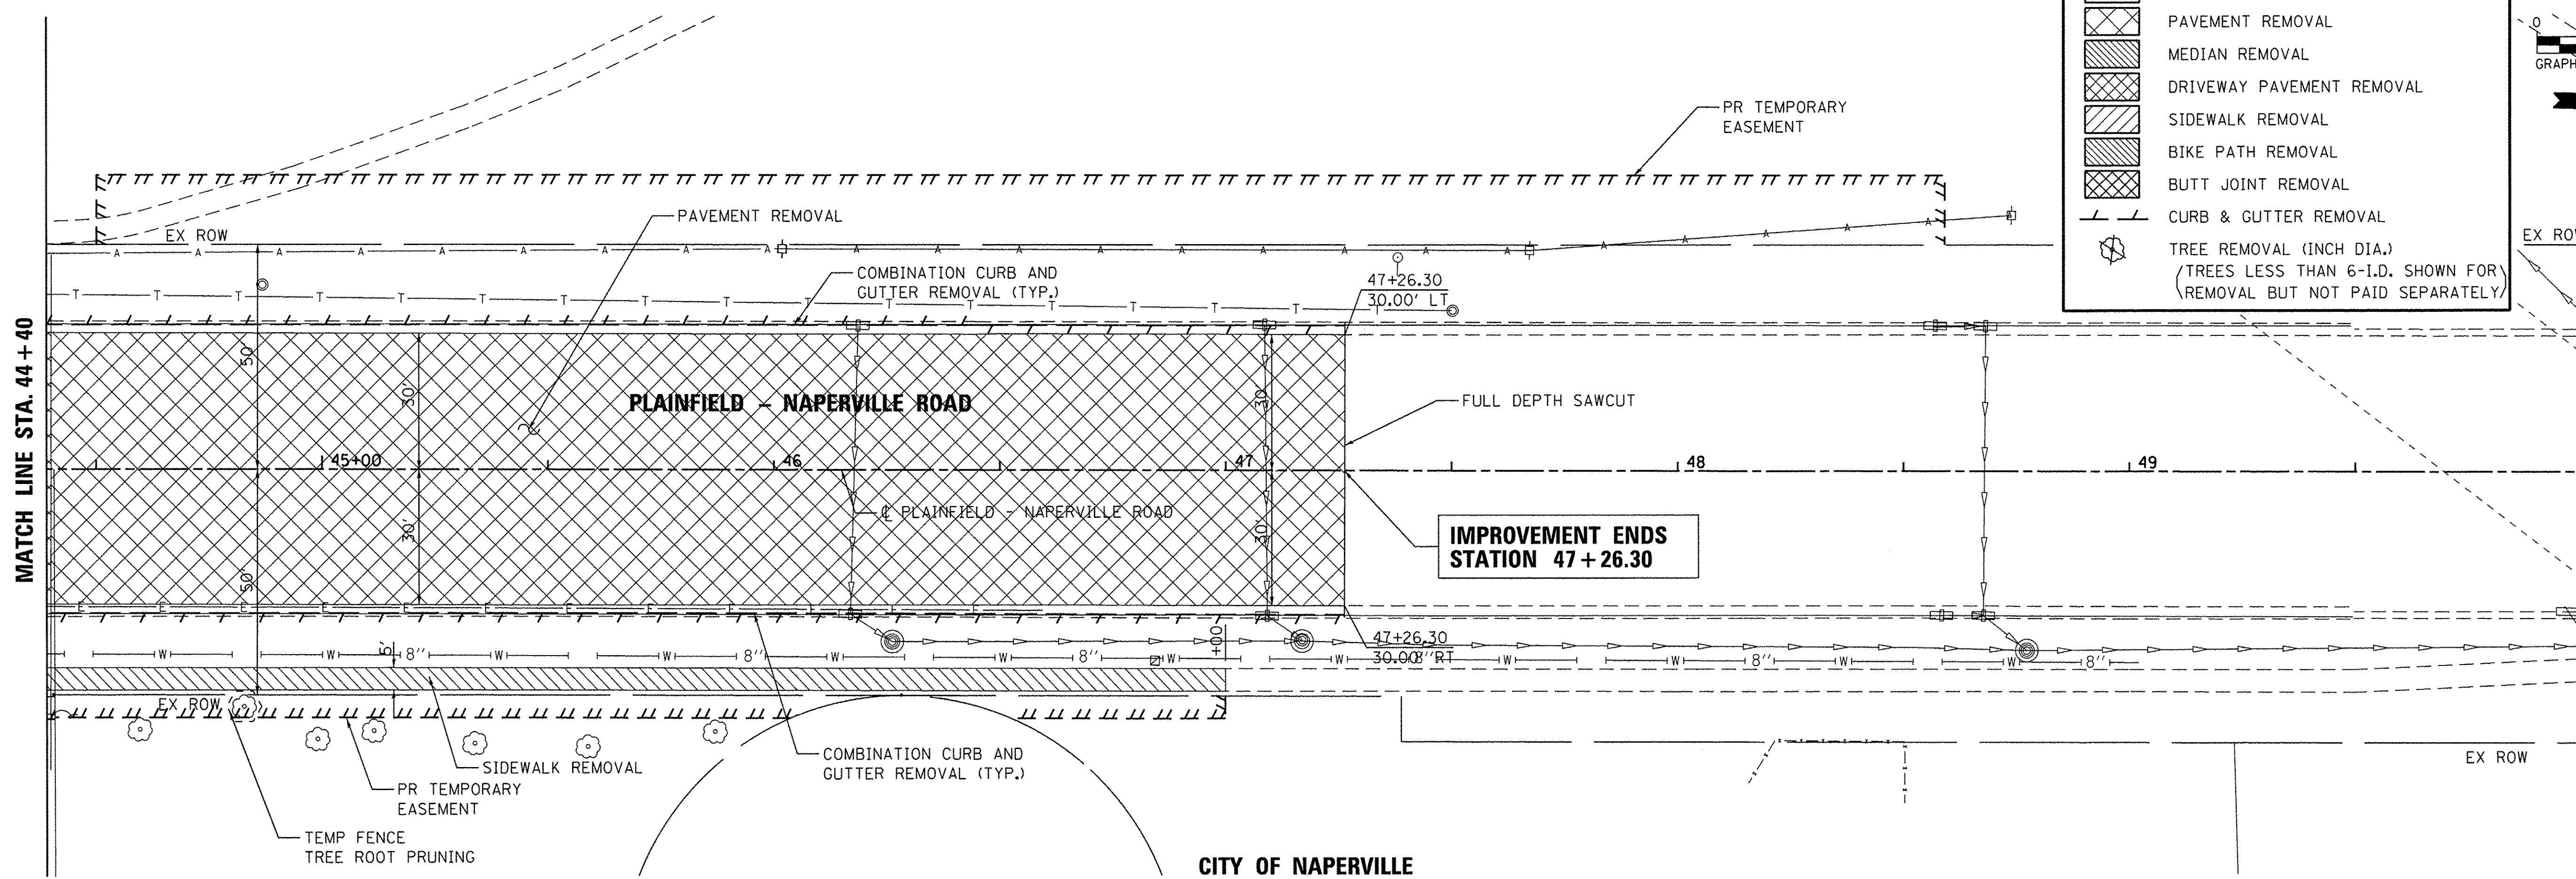 MATCH LINE STA. 44+40
PR TEMPORARY
EASEMENT
PAVEMENT REMOVAL
EX ROW
A A A A A A A A A A A A A A A A A A A A A A A
COMBINATION CURB AND
GUTTER REMOVAL (TYP.)
47+26.30
30.00' LT
T T T T T T T T T T T T T T T T T
50'
30'
30'
PLAINFIELD - NAPERVILLE ROAD
FULL DEPTH SAWCUT
45+00
46
47
48
49
℄ PLAINFIELD - NAPERVILLE ROAD
30'
30'
50'
IMPROVEMENT ENDS
STATION 47+26.30
E E E E E E E E E E E E
+00
47+26.30
30.00' RT
5'
W W 8'' W W 8'' W W 8'' W W 8'' W W 8'' W W 8''
EX ROW
SIDEWALK REMOVAL
COMBINATION CURB AND
GUTTER REMOVAL (TYP.)
PR TEMPORARY
EASEMENT
TEMP FENCE
TREE ROOT PRUNING
CITY OF NAPERVILLE
EX ROW
PAVEMENT REMOVAL
MEDIAN REMOVAL
DRIVEWAY PAVEMENT REMOVAL
SIDEWALK REMOVAL
BIKE PATH REMOVAL
BUTT JOINT REMOVAL
CURB & GUTTER REMOVAL
TREE REMOVAL (INCH DIA.)
(TREES LESS THAN 6-I.D. SHOWN FOR
REMOVAL BUT NOT PAID SEPARATELY)
0
GRAPH
EX ROW